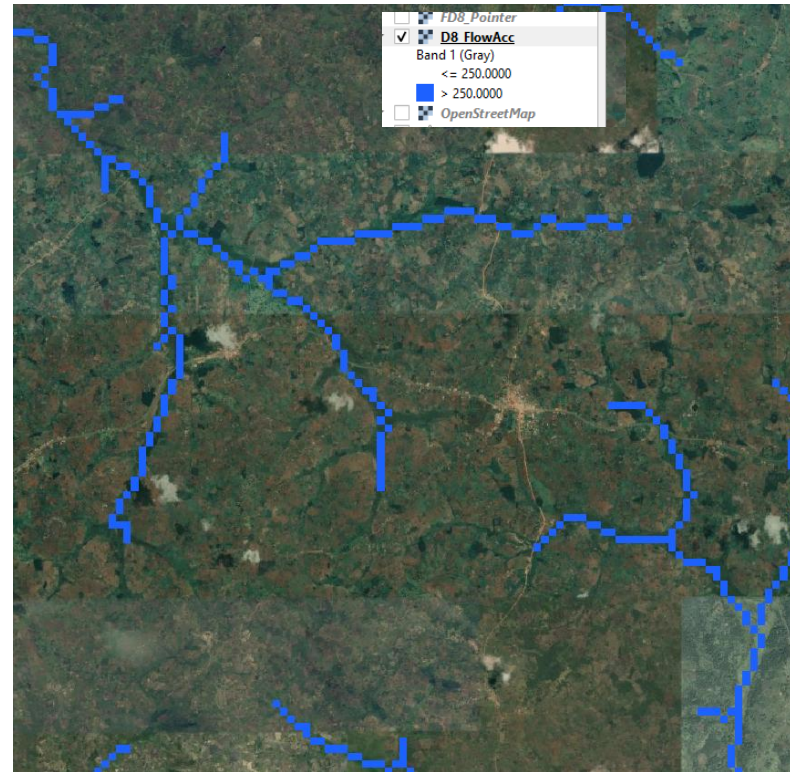 FD8_Pointer
D8_FlowAcc
Band 1 (Gray)
<= 250.0000
> 250.0000
OpenStreetMap